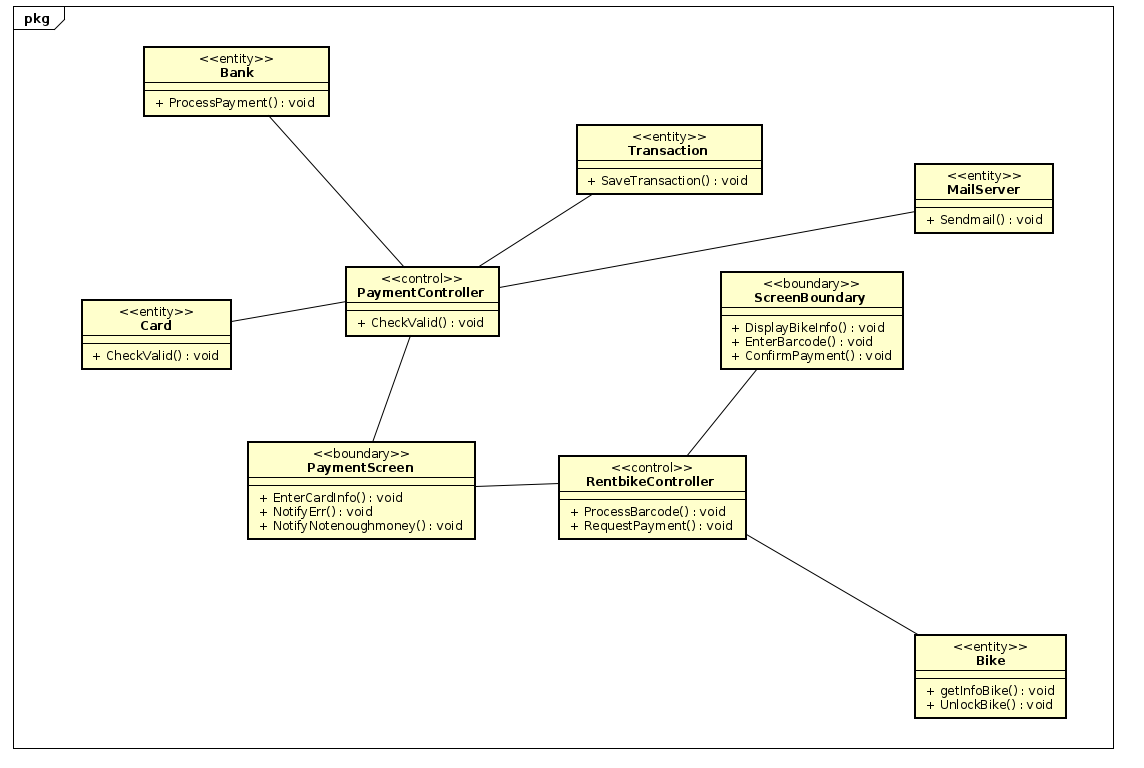 pkg
<<entity>>
Bank
+ ProcessPayment() : void
<<entity>>
Transaction
+ SaveTransaction() : void
<<entity>>
MailServer
+ Sendmail() : void
<<control>>
PaymentController
+ CheckValid() : void
<<boundary>>
ScreenBoundary
+ DisplayBikeInfo() : void
+ EnterBarcode() : void
+ ConfirmPayment() : void
<<entity>>
Card
+ CheckValid() : void
<<boundary>>
PaymentScreen
+ EnterCardInfo() : void
+ NotifyErr() : void
+ NotifyNotenoughmoney() : void
<<control>>
RentbikeController
+ ProcessBarcode() : void
+ RequestPayment() : void
<<entity>>
Bike
+ getInfoBike() : void
+ UnlockBike() : void